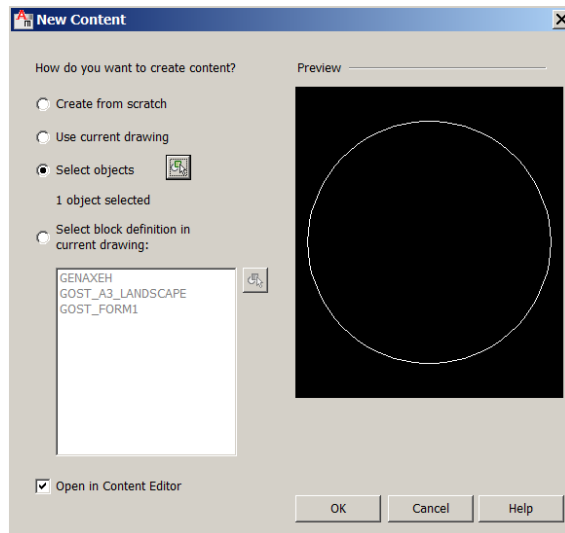 New Content
How do you want to create content?
Preview
Create from scratch
Use current drawing
Select objects
1 object selected
Select block definition in
current drawing:
GENAXEH
GOST_A3_LANDSCAPE
GOST_FORM1
Open in Content Editor
OK
Cancel
Help